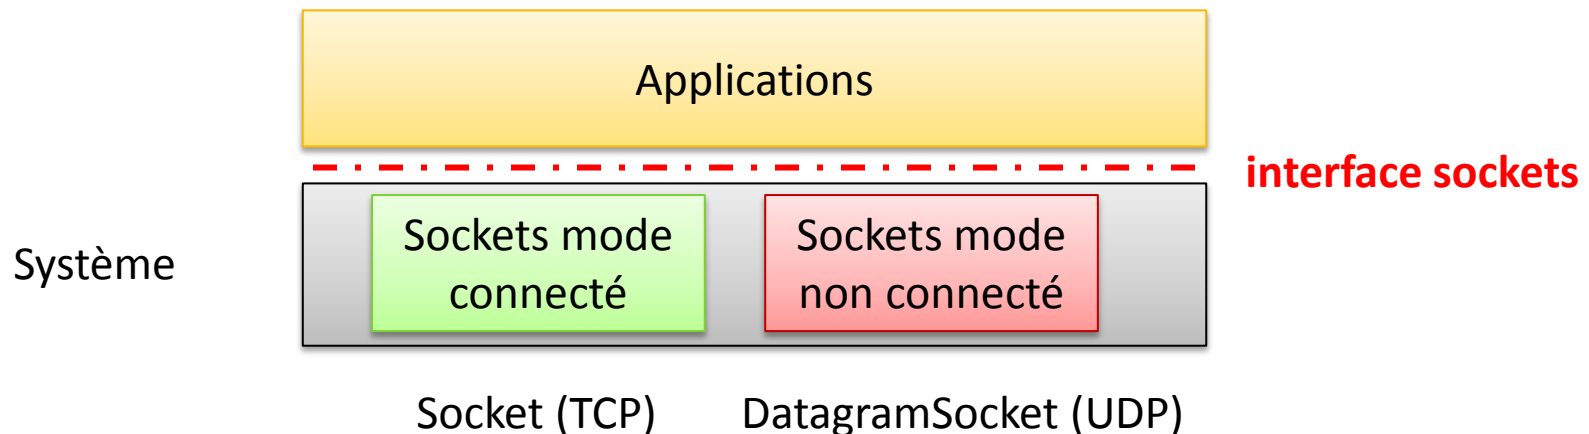 Applications
interface sockets
Système
Sockets mode
connecté
Sockets mode
non connecté
Socket (TCP)
DatagramSocket (UDP)